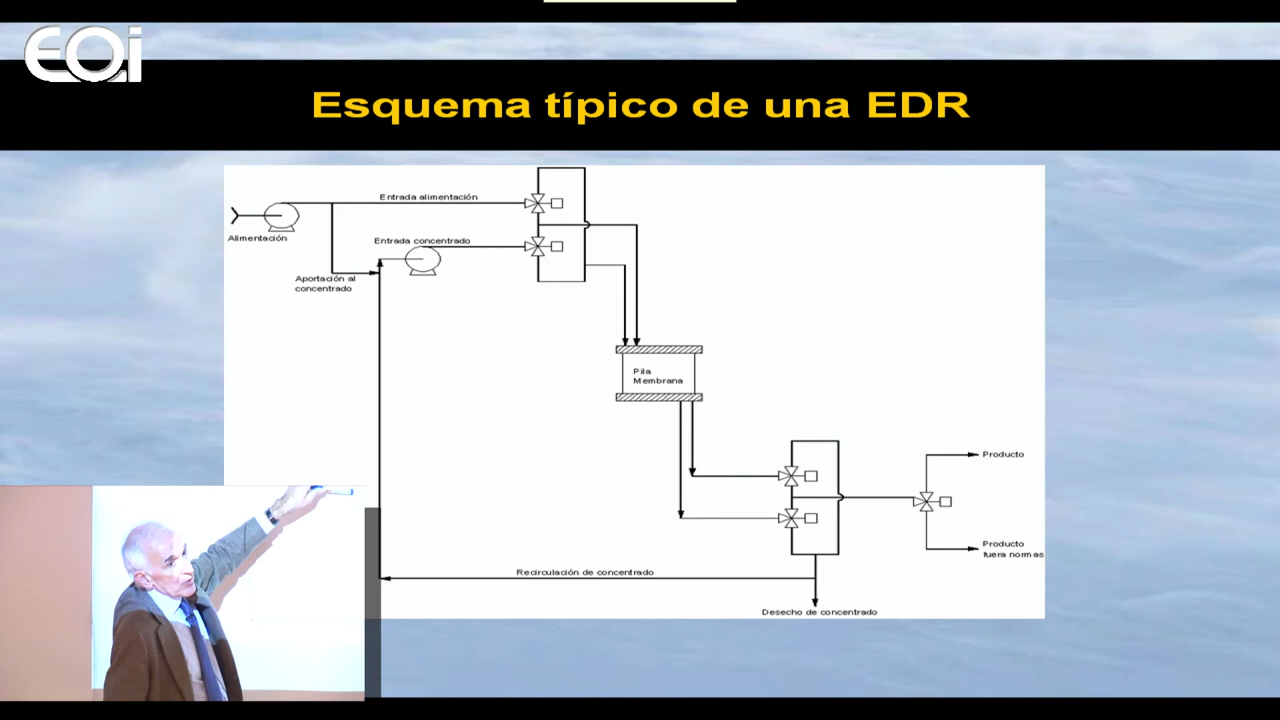 EOi
Esquema típico de una EDR
Entrada alimentación
Alimentación
Entrada concentrado
Aportación al
concentrado
Pila
Membrana
Producto
Producto
fuera normas
Recirculación de concentrado
Desecho de concentrado